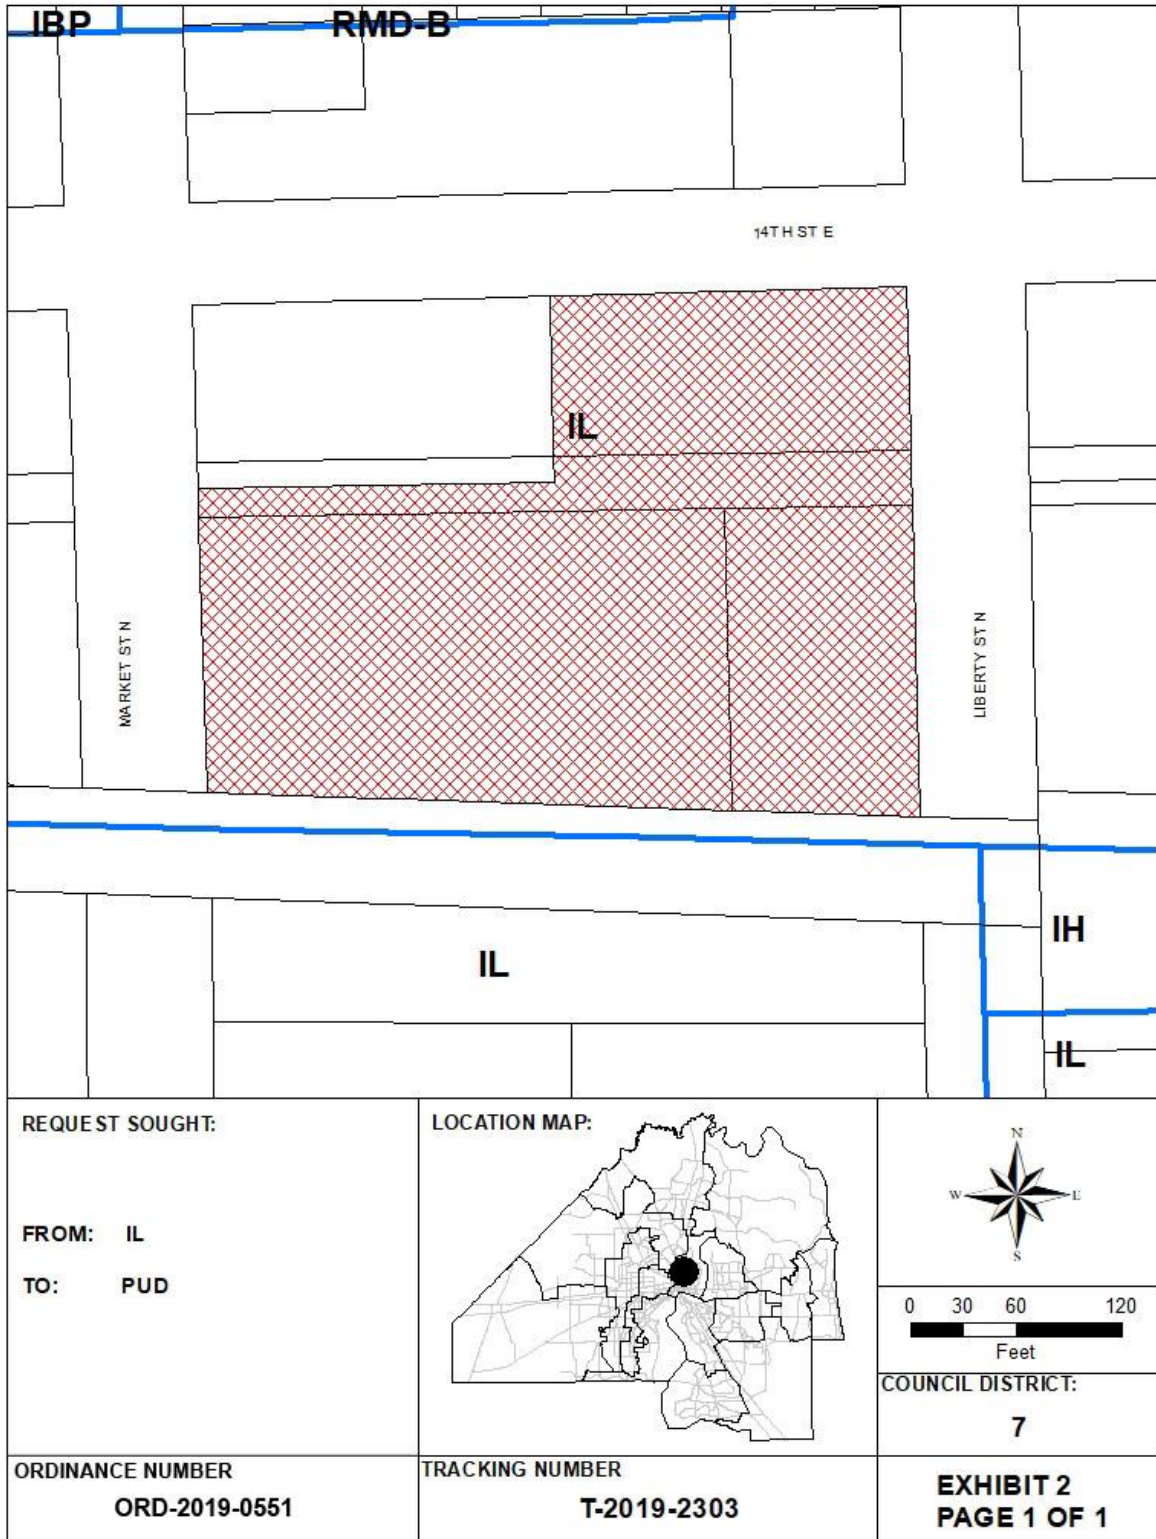 IBP
RMD-B
14TH ST E
IL
MARKET ST N
LIBERTY ST N
IH
IL
IL
REQUEST SOUGHT:
FROM: IL
TO: PUD
LOCATION MAP:
N
W E
S
0 30 60 120
Feet
COUNCIL DISTRICT:
7
ORDINANCE NUMBER
ORD-2019-0551
TRACKING NUMBER
T-2019-2303
EXHIBIT 2
PAGE 1 OF 1